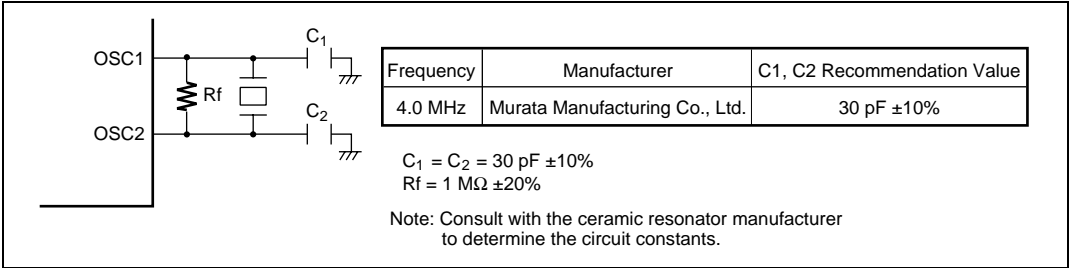 OSC1
C1
Rf
OSC2
C2
Frequency Manufacturer C1, C2 Recommendation Value
4.0 MHz Murata Manufacturing Co., Ltd. 30 pF ±10%
C1 = C2 = 30 pF ±10%
Rf = 1 MΩ ±20%
Note: Consult with the ceramic resonator manufacturer
to determine the circuit constants.